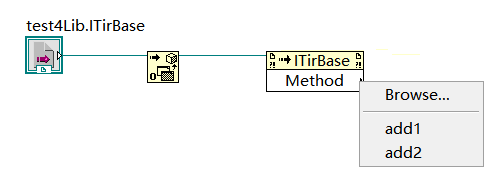 test4Lib.ITirBase
ITirBase
Method
Browse...
add1
add2